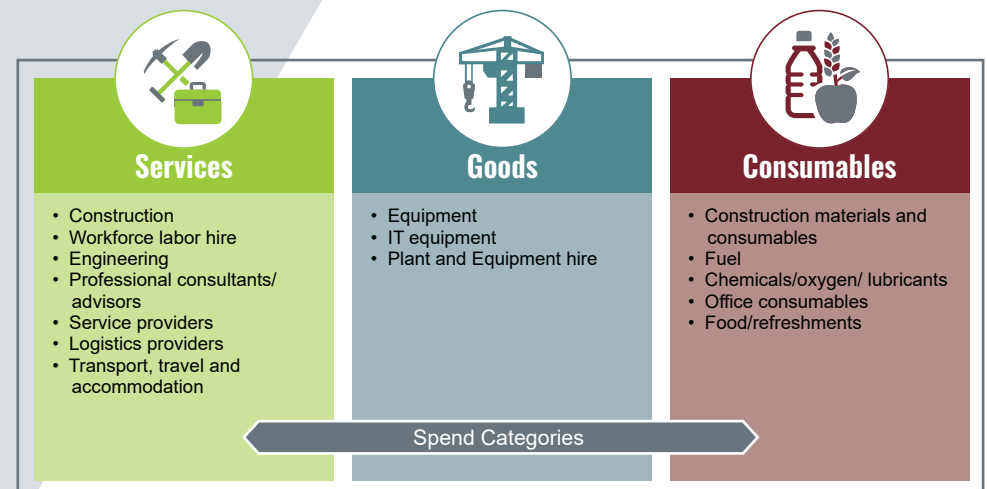 Services
• Construction
• Workforce labor hire
• Engineering
• Professional consultants/
advisors
• Service providers
• Logistics providers
• Transport, travel and
accommodation
Goods
• Equipment
• IT equipment
• Plant and Equipment hire
Consumables
• Construction materials and
consumables
• Fuel
• Chemicals/oxygen/ lubricants
• Office consumables
• Food/refreshments
Spend Categories